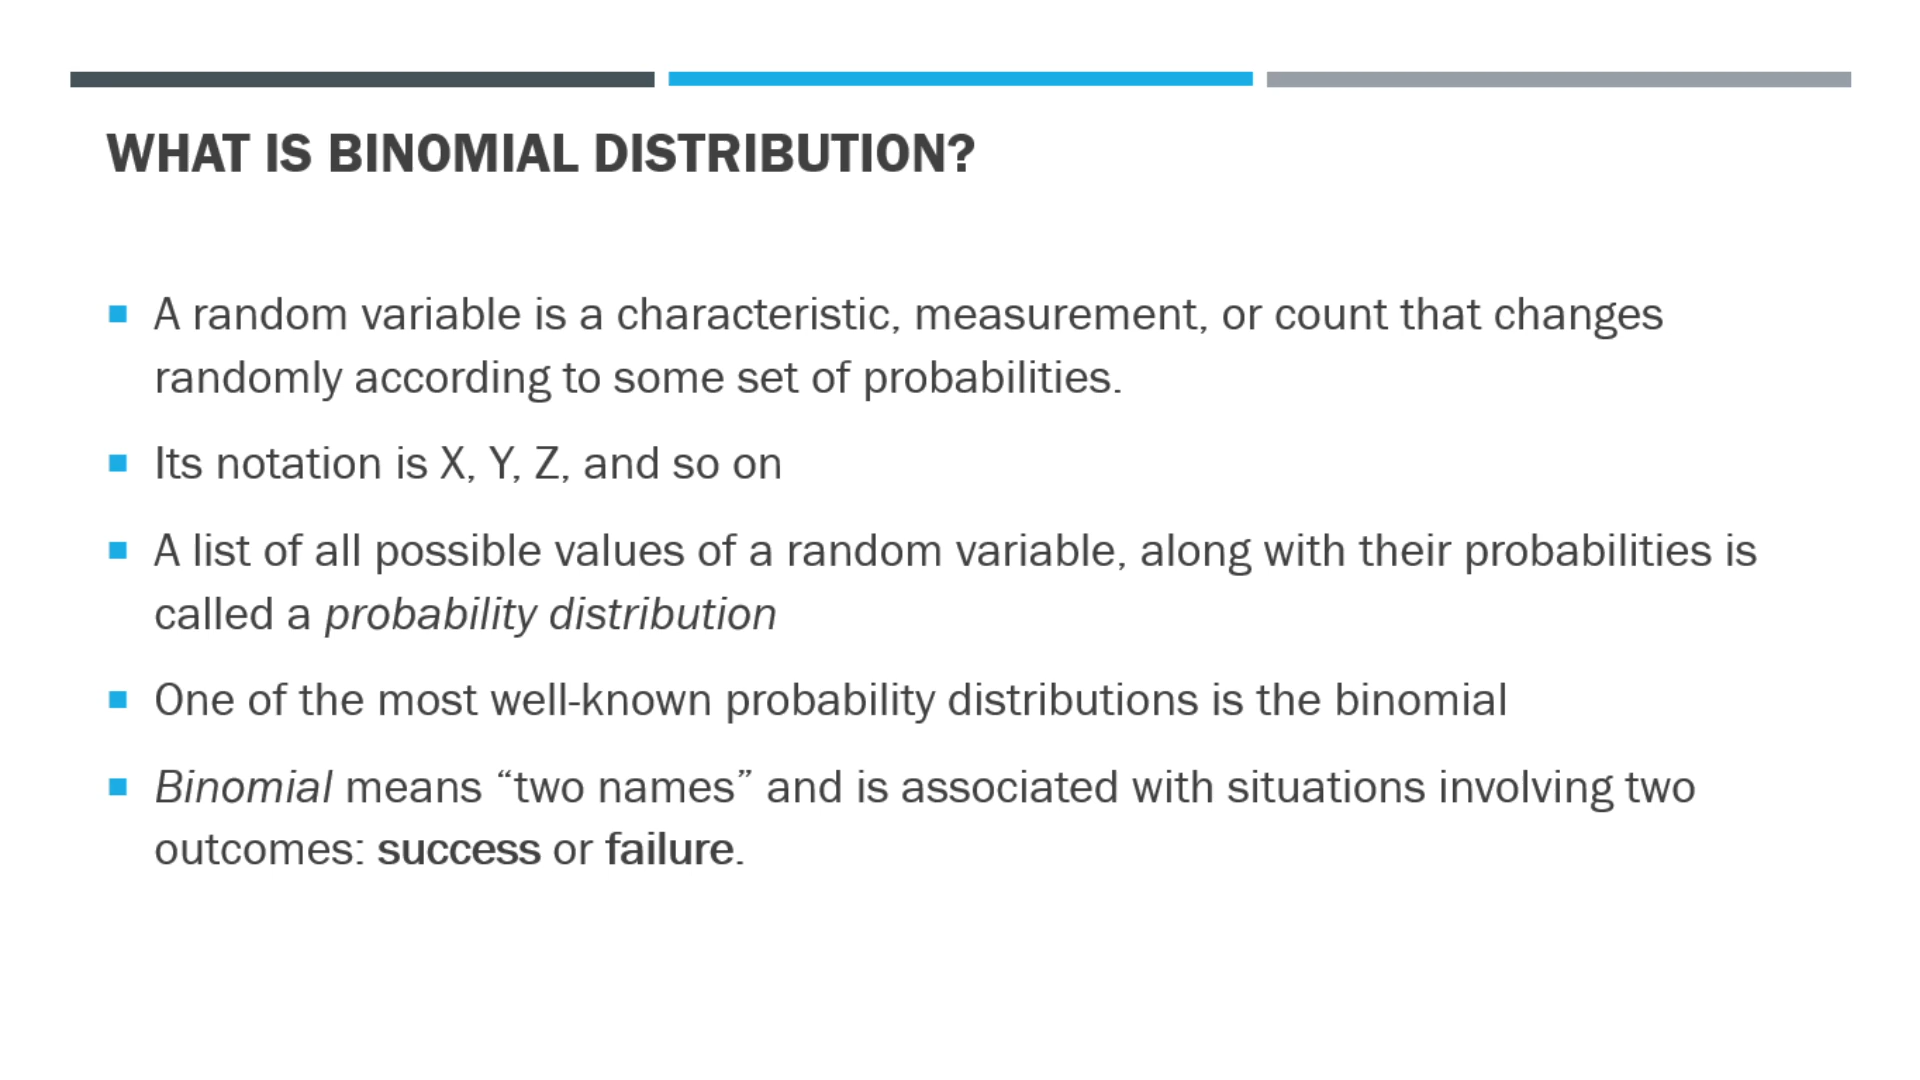 WHAT IS BINOMIAL DISTRIBUTION?
A random variable is a characteristic, measurement, or count that changes
randomly according to some set of probabilities.
Its notation is X, Y, Z, and so on
A list of all possible values of a random variable, along with their probabilities is
called a probability distribution
One of the most well-known probability distributions is the binomial
Binomial means “two names” and is associated with situations involving two
outcomes: success or failure.